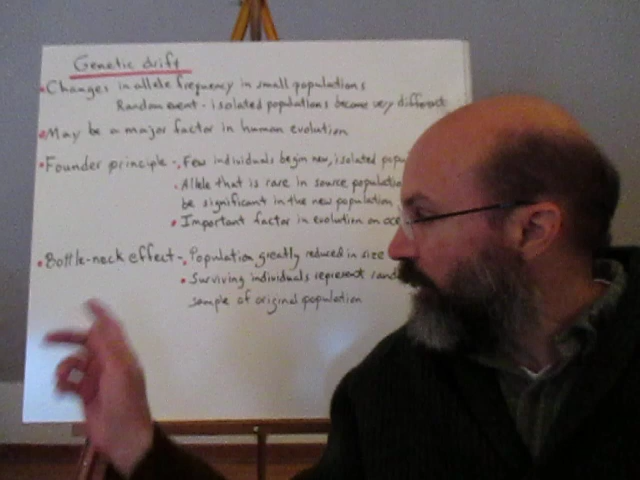 Genetic drift
• Changes in allele frequency in small populations
Random event - isolated populations become very different
• May be a major factor in human evolution
• Founder principle - • Few individuals begin new, isolated popu
• Allele that is rare in source population
be significant in the new population.
• Important factor in evolution on oce
• Bottle-neck effect - • Population greatly reduced in size
• Surviving individuals represent rand
sample of original population